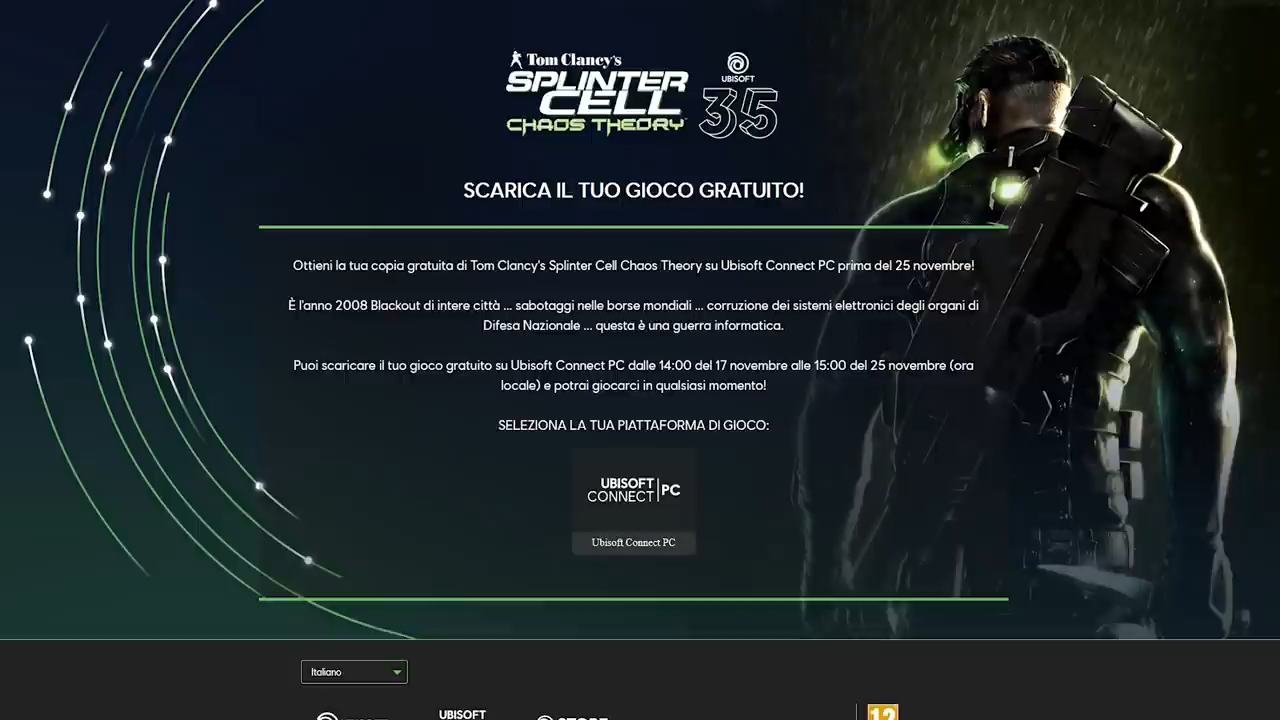 Tom Clancy's
SPLINTER
CELL
CHAOS THEORY
UBISOFT
35
SCARICA IL TUO GIOCO GRATUITO!
Ottieni la tua copia gratuita di Tom Clancy's Splinter Cell Chaos Theory su Ubisoft Connect PC prima del 25 novembre!
È l'anno 2008 Blackout di intere città ... sabotaggi nelle borse mondiali ... corruzione dei sistemi elettronici degli organi di
Difesa Nazionale ... questa è una guerra informatica.
Puoi scaricare il tuo gioco gratuito su Ubisoft Connect PC dalle 14:00 del 17 novembre alle 15:00 del 25 novembre (ora
locale) e potrai giocarci in qualsiasi momento!
SELEZIONA LA TUA PIATTAFORMA DI GIOCO:
UBISOFT
CONNECT PC
Ubisoft Connect PC
Italiano
UBISOFT
12